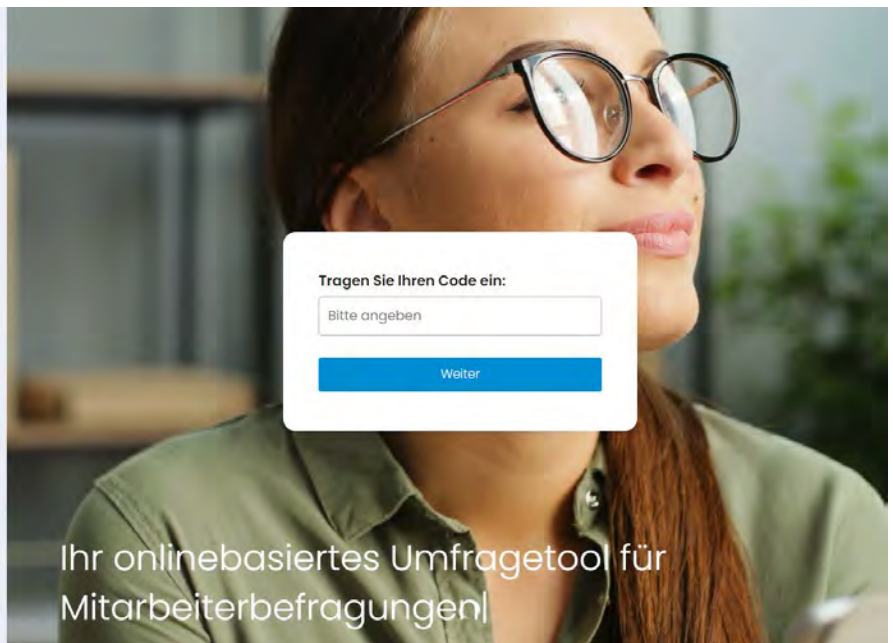 Tragen Sie Ihren Code ein:
Bitte angeben
Weiter
Ihr onlinebasiertes Umfragetool für
Mitarbeiterbefragungen|